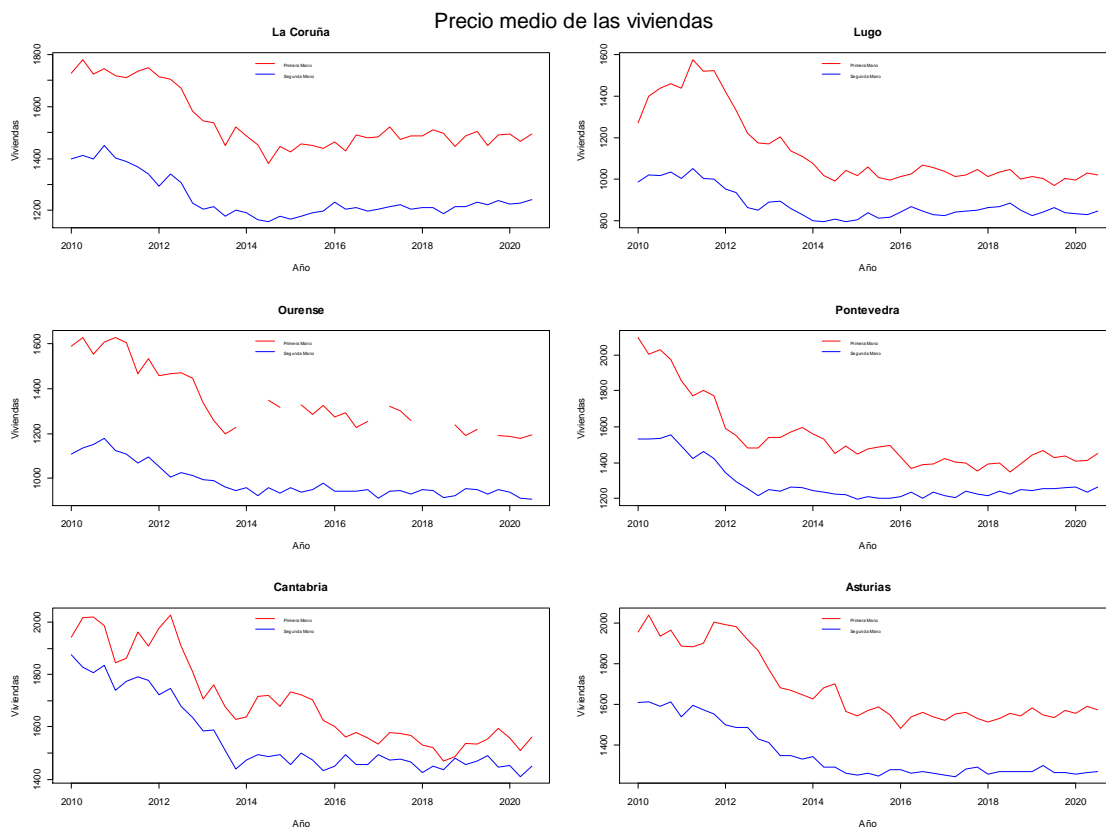 Precio medio de las viviendas
La Coruña
Viviendas
1200 1400 1600 1800
Primera Mano
Segunda Mano
2010 2012 2014 2016 2018 2020
Año
Lugo
Viviendas
800 1000 1200 1400 1600
Primera Mano
Segunda Mano
2010 2012 2014 2016 2018 2020
Año
Ourense
Viviendas
1000 1200 1400 1600
Primera Mano
Segunda Mano
2010 2012 2014 2016 2018 2020
Año
Pontevedra
Viviendas
1200 1400 1600 1800 2000
Primera Mano
Segunda Mano
2010 2012 2014 2016 2018 2020
Año
Cantabria
Viviendas
1400 1600 1800 2000
Primera Mano
Segunda Mano
2010 2012 2014 2016 2018 2020
Año
Asturias
Viviendas
1400 1600 1800 2000
Primera Mano
Segunda Mano
2010 2012 2014 2016 2018 2020
Año